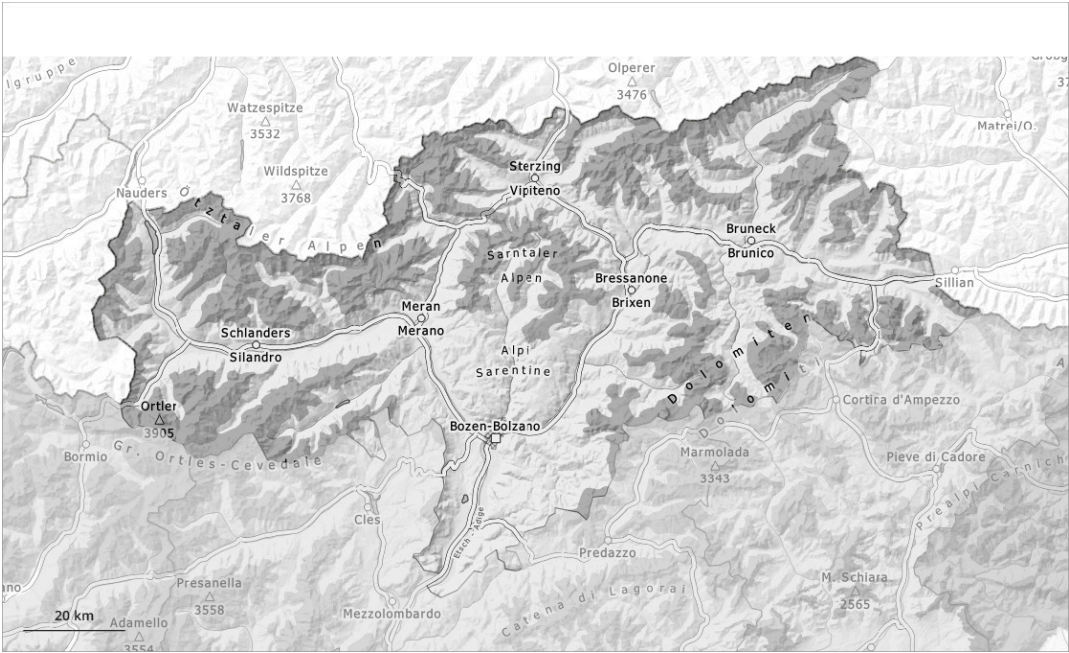 lgruppe
Olperer
3476
Watzespitze
3532
Matrei/O.
Sterzing
Vipiteno
Wildspitze
3768
Nauders
Ötztaler Alpen
Bruneck
Brunico
Sarntaler
Alpen
Bressanone
Brixen
Sillian
Meran
Merano
Schlanders
Silandro
Alpi
Sarentine
Dolomiten
Dolomiti
Ortler
3905
Cortina d'Ampezzo
Bozen-Bolzano
Gr. Ortles-Cevedale
Bormio
Marmolada
3343
Pieve di Cadore
Prealpi Carnich
Cles
Etsch - Adige
Predazzo
ano
Presanella
3558
M. Schiara
2565
Catena di Lagorai
Mezzolombardo
20 km
Adamello
3554